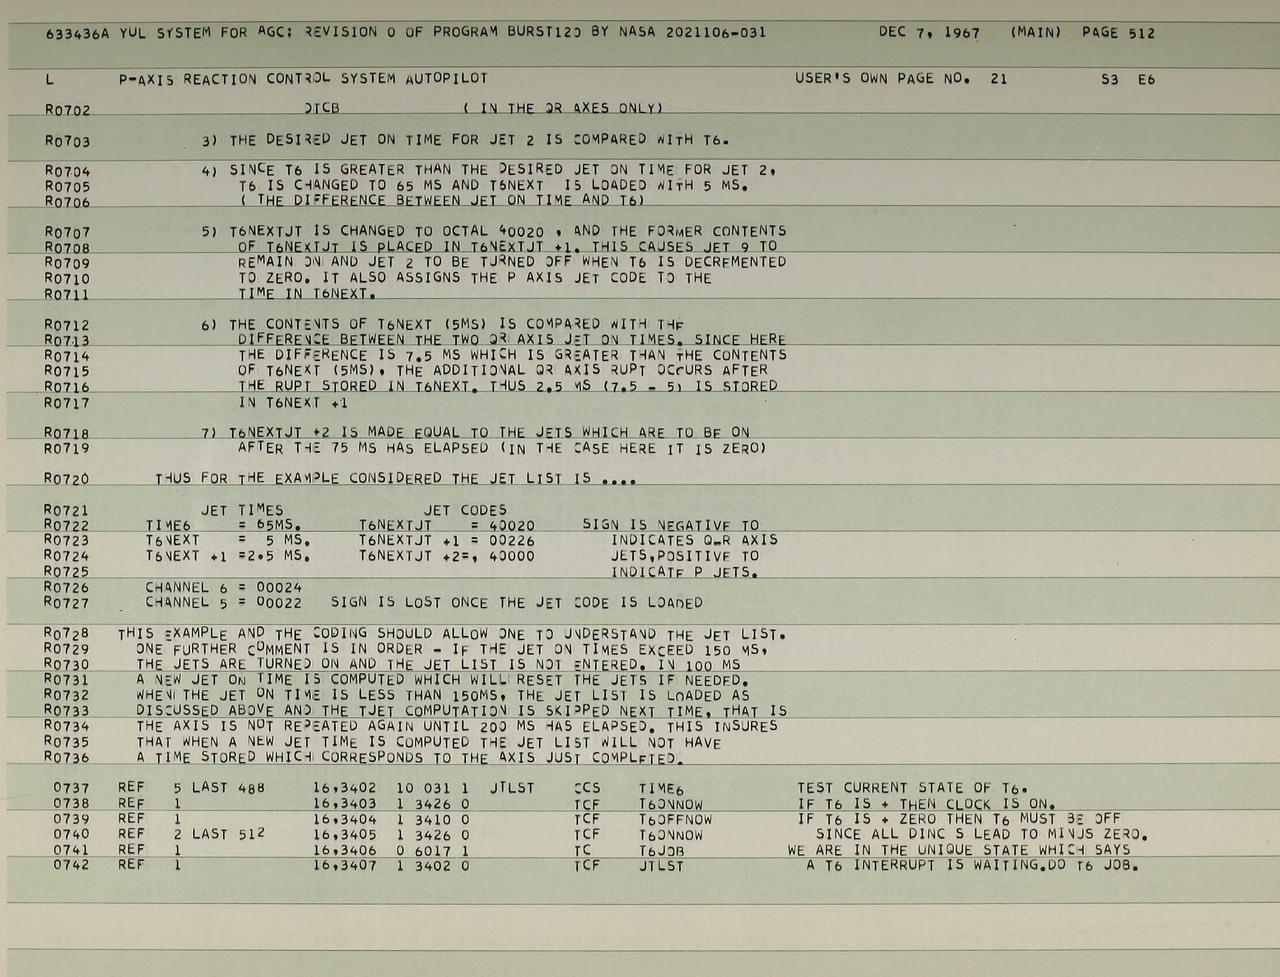 633436A YUL SYSTEM FOR AGC: REVISION 0 OF PROGRAM BURST120 BY NASA 2021106-031 DEC 7, 1967 (MAIN) PAGE 512
L P-AXIS REACTION CONTROL SYSTEM AUTOPILOT USER'S OWN PAGE NO. 21 S3 E6
R0702 DTCB ( IN THE QR AXES ONLY)
R0703 3) THE DESIRED JET ON TIME FOR JET 2 IS COMPARED WITH T6.
R0704 4) SINCE T6 IS GREATER THAN THE DESIRED JET ON TIME FOR JET 2,
R0705 T6 IS CHANGED TO 65 MS AND T6NEXT IS LOADED WITH 5 MS.
R0706 ( THE DIFFERENCE BETWEEN JET ON TIME AND T6)
R0707 5) T6NEXTJT IS CHANGED TO OCTAL 40020 , AND THE FORMER CONTENTS
R0708 OF T6NEXTJT IS PLACED IN T6NEXTJT +1. THIS CAUSES JET 9 TO
R0709 REMAIN ON AND JET 2 TO BE TURNED OFF WHEN T6 IS DECREMENTED
R0710 TO ZERO. IT ALSO ASSIGNS THE P AXIS JET CODE TO THE
R0711 TIME IN T6NEXT.
R0712 6) THE CONTENTS OF T6NEXT (5MS) IS COMPARED WITH THE
R0713 DIFFERENCE BETWEEN THE TWO QR AXIS JET ON TIMES. SINCE HERE
R0714 THE DIFFERENCE IS 7.5 MS WHICH IS GREATER THAN THE CONTENTS
R0715 OF T6NEXT (5MS), THE ADDITIONAL QR AXIS RUPT OCCURS AFTER
R0716 THE RUPT STORED IN T6NEXT. THUS 2.5 MS (7.5 - 5) IS STORED
R0717 IN T6NEXT +1
R0718 7) T6NEXTJT +2 IS MADE EQUAL TO THE JETS WHICH ARE TO BE ON
R0719 AFTER THE 75 MS HAS ELAPSED (IN THE CASE HERE IT IS ZERO)
R0720 THUS FOR THE EXAMPLE CONSIDERED THE JET LIST IS ....
R0721 JET TIMES JET CODES
R0722 TIME6 = 65MS. T6NEXTJT = 40020 SIGN IS NEGATIVE TO
R0723 T6NEXT = 5 MS. T6NEXTJT +1 = 00226 INDICATES Q-R AXIS
R0724 T6NEXT +1 =2.5 MS. T6NEXTJT +2=, 40000 JETS,POSITIVE TO
R0725 INDICATE P JETS.
R0726 CHANNEL 6 = 00024
R0727 CHANNEL 5 = 00022 SIGN IS LOST ONCE THE JET CODE IS LOADED
R0728 THIS EXAMPLE AND THE CODING SHOULD ALLOW ONE TO UNDERSTAND THE JET LIST.
R0729 ONE FURTHER COMMENT IS IN ORDER - IF THE JET ON TIMES EXCEED 150 MS,
R0730 THE JETS ARE TURNED ON AND THE JET LIST IS NOT ENTERED. IN 100 MS
R0731 A NEW JET ON TIME IS COMPUTED WHICH WILL RESET THE JETS IF NEEDED.
R0732 WHEN THE JET ON TIME IS LESS THAN 150MS, THE JET LIST IS LOADED AS
R0733 DISCUSSED ABOVE AND THE TJET COMPUTATION IS SKIPPED NEXT TIME, THAT IS
R0734 THE AXIS IS NOT REPEATED AGAIN UNTIL 200 MS HAS ELAPSED. THIS INSURES
R0735 THAT WHEN A NEW JET TIME IS COMPUTED THE JET LIST WILL NOT HAVE
R0736 A TIME STORED WHICH CORRESPONDS TO THE AXIS JUST COMPLETED.
0737 REF 5 LAST 488 16,3402 10 031 1 JTLST CCS TIME6 TEST CURRENT STATE OF T6.
0738 REF 1 16,3403 1 3426 0 TCF T6ONNOW IF T6 IS + THEN CLOCK IS ON.
0739 REF 1 16,3404 1 3410 0 TCF T6OFFNOW IF T6 IS + ZERO THEN T6 MUST BE OFF
0740 REF 2 LAST 512 16,3405 1 3426 0 TCF T6ONNOW SINCE ALL DINC S LEAD TO MINUS ZERO.
0741 REF 1 16,3406 0 6017 1 TC T6JOB WE ARE IN THE UNIQUE STATE WHICH SAYS
0742 REF 1 16,3407 1 3402 0 TCF JTLST A T6 INTERRUPT IS WAITING.DO T6 JOB.